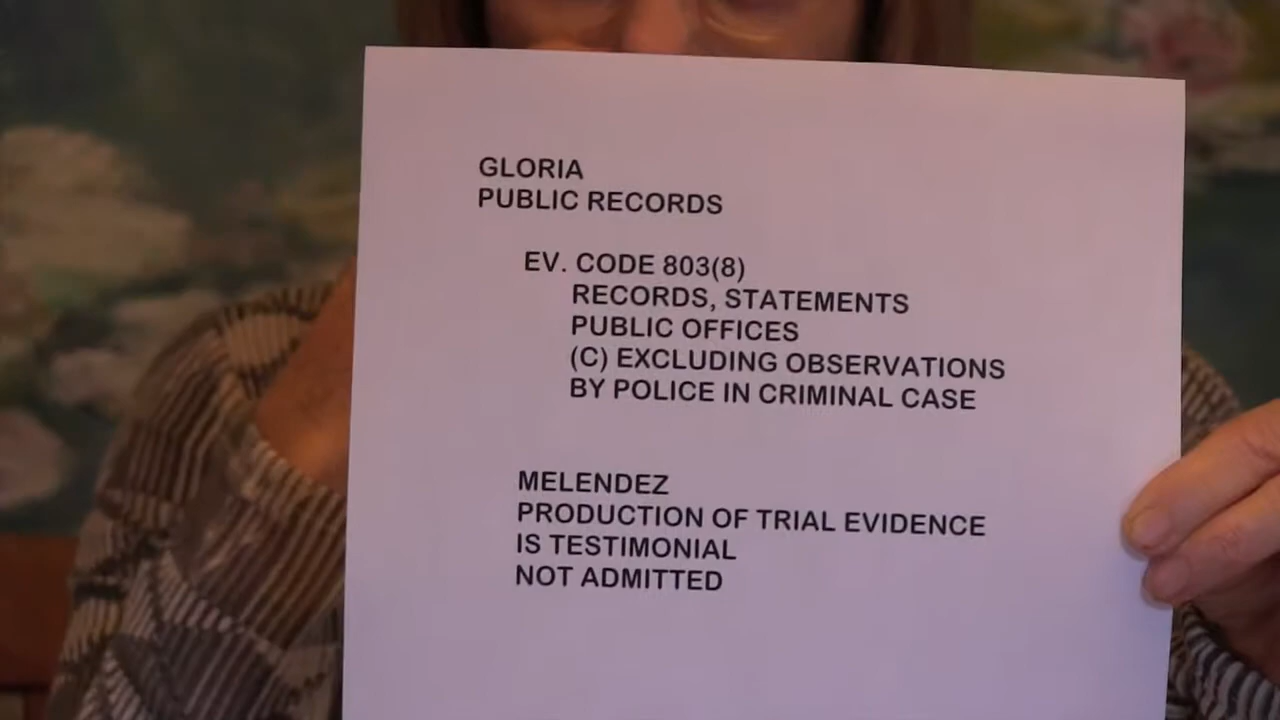 GLORIA
PUBLIC RECORDS
EV. CODE 803(8)
RECORDS, STATEMENTS
PUBLIC OFFICES
(C) EXCLUDING OBSERVATIONS
BY POLICE IN CRIMINAL CASE
MELENDEZ
PRODUCTION OF TRIAL EVIDENCE
IS TESTIMONIAL
NOT ADMITTED